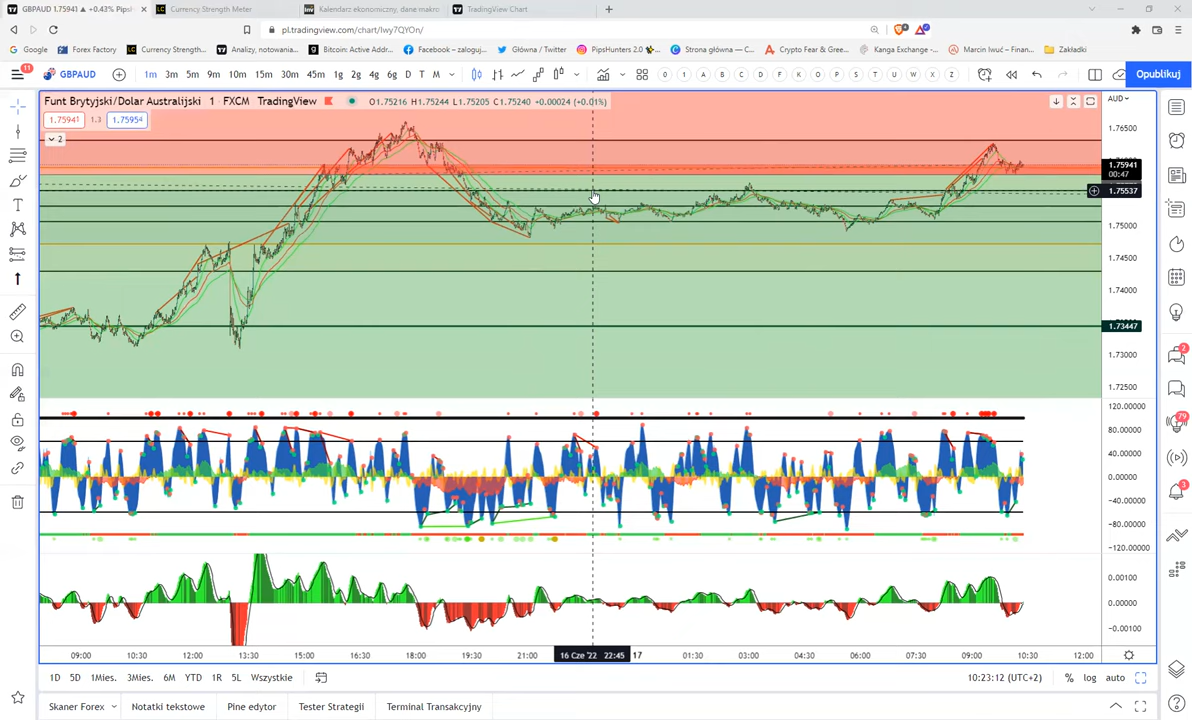 GBPAUD 1.75941 ▲ +0.43% Pipsh
Currency Strength Meter
Kalendarz ekonomiczny, dane makro
TradingView Chart
pl.tradingview.com/chart/Iwy7QYOn/
Google
Forex Factory
Currency Strength...
Analizy, notowania...
Bitcoin: Active Addr...
Facebook – zaloguj...
Główna / Twitter
PipsHunters 2.0
Strona główna — C...
Crypto Fear & Gree...
Kanga Exchange -...
Marcin Iwuć – Finan...
Zakładki
11
GBPAUD
1m 3m 5m 9m 10m 15m 30m 45m 1g 2g 4g 6g D T M
0 1 A B C D F K O P S T U W X Z
Opublikuj
Funt Brytyjski/Dolar Australijski 1 FXCM TradingView
O1.75216 H1.75244 L1.75205 C1.75240 +0.00024 (+0.01%)
AUD
1.75941 1.3 1.75954
2
1.76500
1.75941
00:47
1.75537
1.75000
1.74500
1.74000
1.73447
1.73000
1.72500
120.00000
80.00000
40.00000
0.00000
−40.00000
−80.00000
−120.00000
0.00100
0.00000
−0.00100
2
79
3
09:00 10:30 12:00 13:30 15:00 16:30 18:00 19:30 21:00 16 Cze '22 22:45 17 01:30 03:00 04:30 06:00 07:30 09:00 10:30 12:00
1D 5D 1Mies. 3Mies. 6M YTD 1R 5L Wszystkie
10:23:12 (UTC+2) % log auto
Skaner Forex
Notatki tekstowe
Pine edytor
Tester Strategii
Terminal Transakcyjny